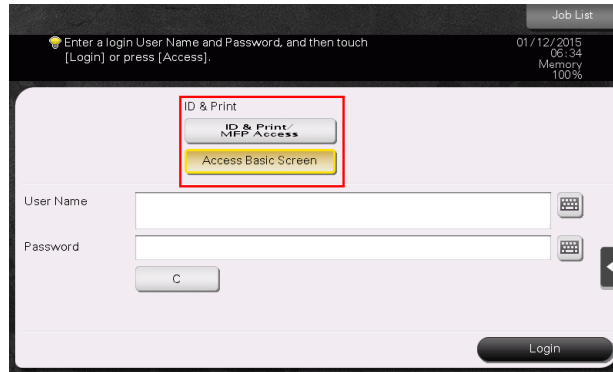 Job List
Enter a login User Name and Password, and then touch
[Login] or press [Access].
01/12/2015
06:34
Memory
100%
ID & Print
ID & Print/
MFP Access
Access Basic Screen
User Name
Password
C
Login